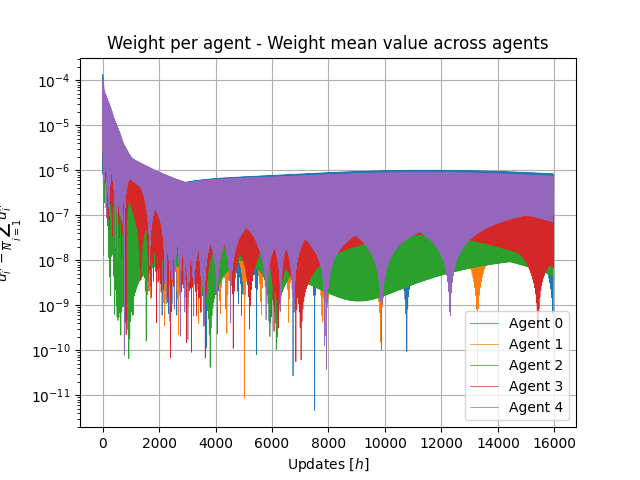 Weight per agent - Weight mean value across agents
10⁻⁴
10⁻⁵
10⁻⁶
10⁻⁷
10⁻⁸
10⁻⁹
10⁻¹⁰
10⁻¹¹
0 2000 4000 6000 8000 10000 12000 14000 16000
Updates [h]
Agent 0
Agent 1
Agent 2
Agent 3
Agent 4